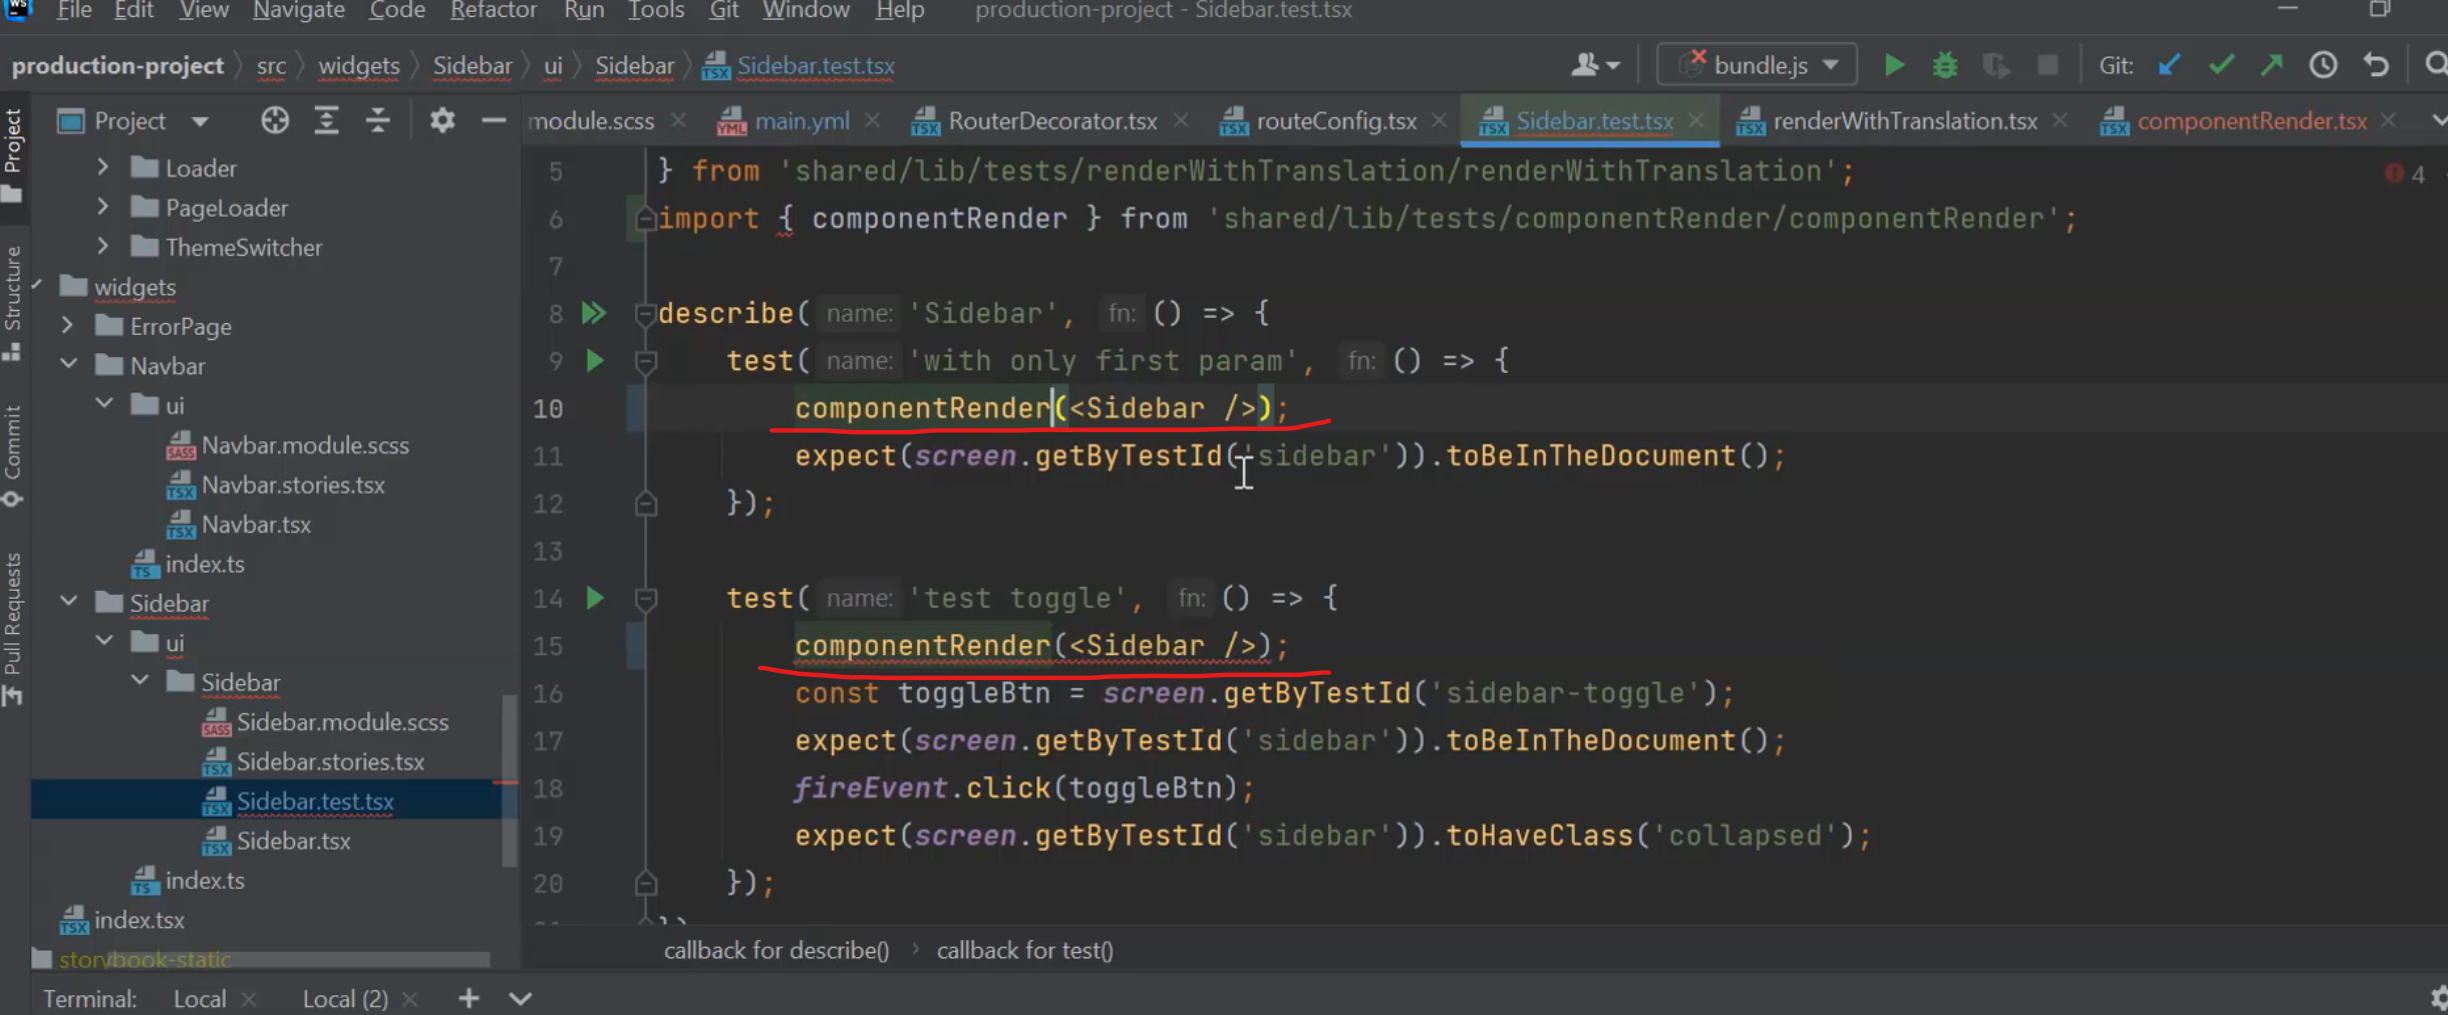 WS File Edit View Navigate Code Refactor Run Tools Git Window Help production-project - Sidebar.test.tsx
production-project src widgets Sidebar ui Sidebar Sidebar.test.tsx bundle.js Git:
Project
module.scss main.yml RouterDecorator.tsx routeConfig.tsx Sidebar.test.tsx renderWithTranslation.tsx componentRender.tsx
Project
Structure
Commit
Pull Requests
Loader
PageLoader
ThemeSwitcher
widgets
ErrorPage
Navbar
ui
Navbar.module.scss
Navbar.stories.tsx
Navbar.tsx
index.ts
Sidebar
ui
Sidebar
Sidebar.module.scss
Sidebar.stories.tsx
Sidebar.test.tsx
Sidebar.tsx
index.ts
index.tsx
storybook-static
5 } from 'shared/lib/tests/renderWithTranslation/renderWithTranslation';
4
6 import { componentRender } from 'shared/lib/tests/componentRender/componentRender';
7
8 describe( name: 'Sidebar', fn: () => {
9 test( name: 'with only first param', fn: () => {
10 componentRender(<Sidebar />);
11 expect(screen.getByTestId('sidebar')).toBeInTheDocument();
12 });
13
14 test( name: 'test toggle', fn: () => {
15 componentRender(<Sidebar />);
16 const toggleBtn = screen.getByTestId('sidebar-toggle');
17 expect(screen.getByTestId('sidebar')).toBeInTheDocument();
18 fireEvent.click(toggleBtn);
19 expect(screen.getByTestId('sidebar')).toHaveClass('collapsed');
20 });
callback for describe() callback for test()
Terminal: Local Local (2)